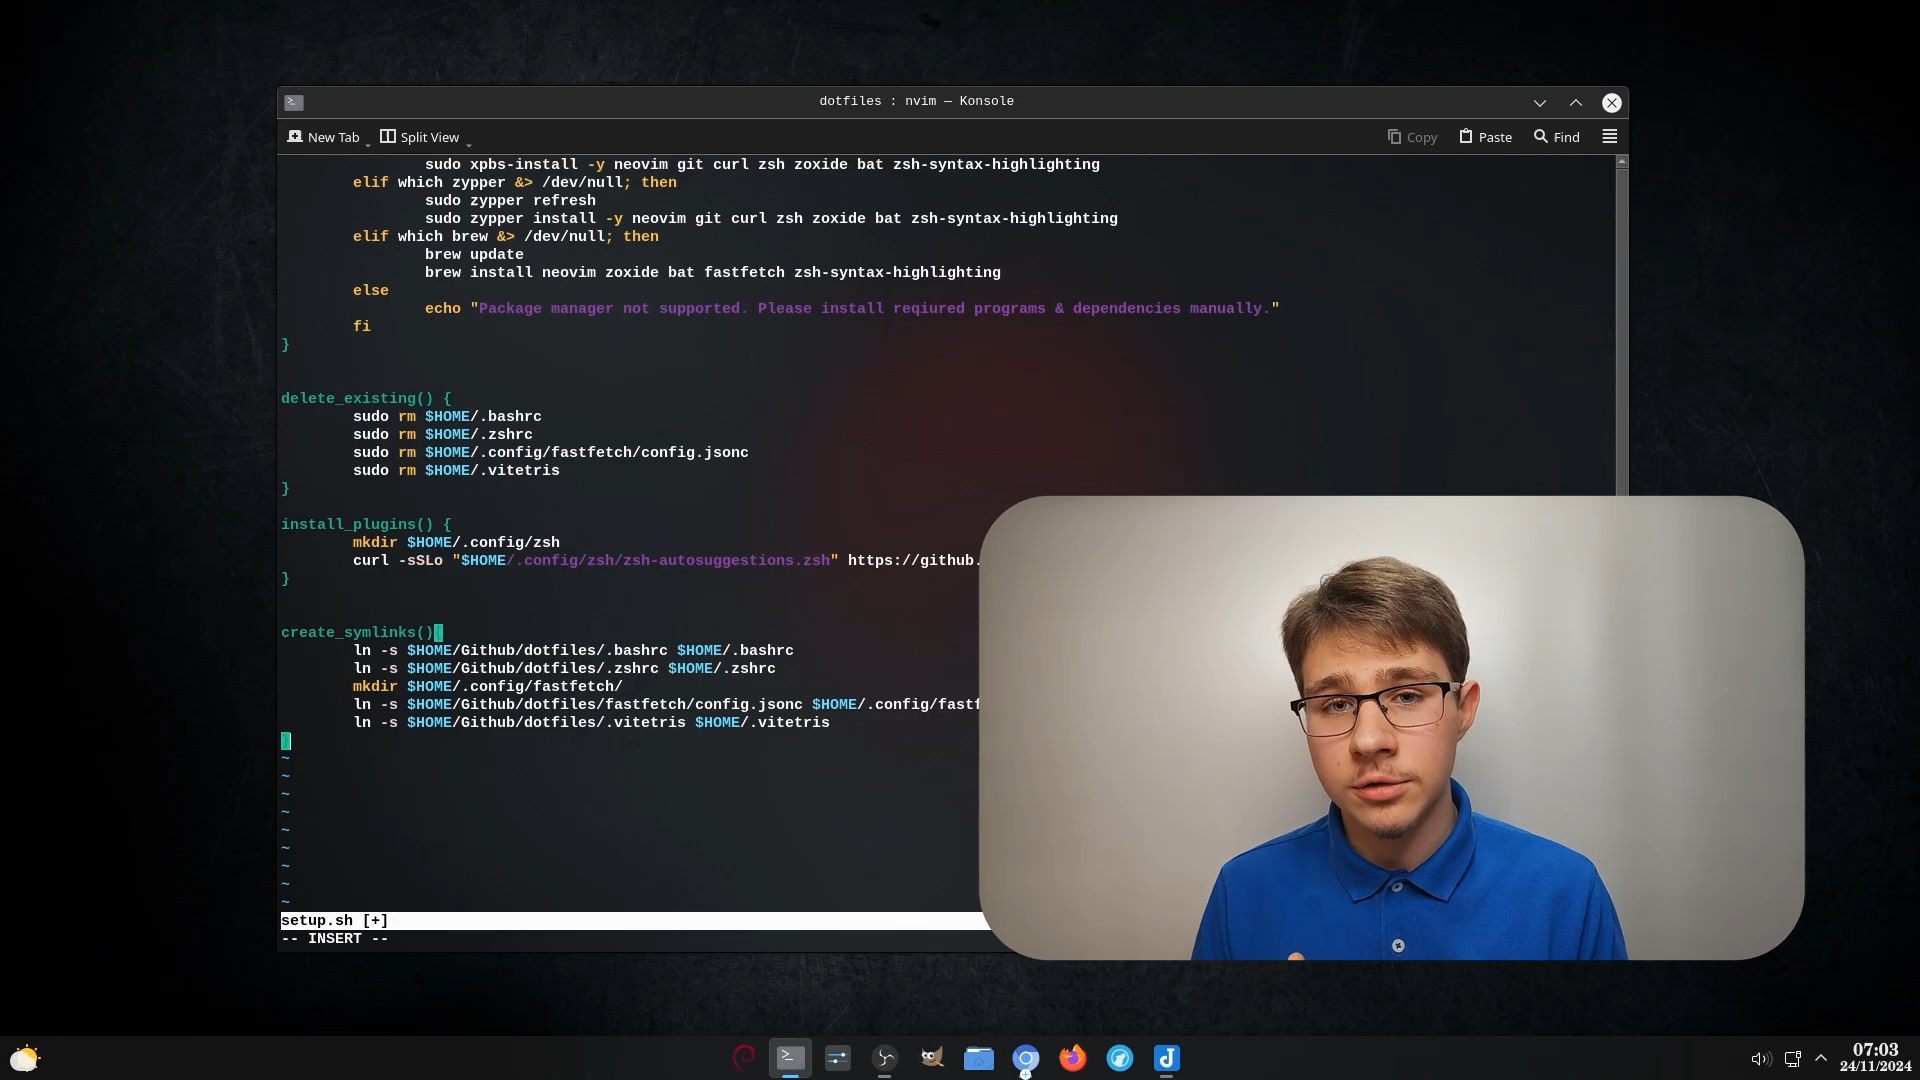 dotfiles : nvim — Konsole
New Tab Split View Copy Paste Find
sudo xpbs-install -y neovim git curl zsh zoxide bat zsh-syntax-highlighting
elif which zypper &> /dev/null; then
sudo zypper refresh
sudo zypper install -y neovim git curl zsh zoxide bat zsh-syntax-highlighting
elif which brew &> /dev/null; then
brew update
brew install neovim zoxide bat fastfetch zsh-syntax-highlighting
else
echo "Package manager not supported. Please install reqiured programs & dependencies manually."
fi
}
delete_existing() {
sudo rm $HOME/.bashrc
sudo rm $HOME/.zshrc
sudo rm $HOME/.config/fastfetch/config.jsonc
sudo rm $HOME/.vitetris
}
install_plugins() {
mkdir $HOME/.config/zsh
curl -sSLo "$HOME/.config/zsh/zsh-autosuggestions.zsh" https://github.
}
create_symlinks(){
ln -s $HOME/Github/dotfiles/.bashrc $HOME/.bashrc
ln -s $HOME/Github/dotfiles/.zshrc $HOME/.zshrc
mkdir $HOME/.config/fastfetch/
ln -s $HOME/Github/dotfiles/fastfetch/config.jsonc $HOME/.config/fastf
ln -s $HOME/Github/dotfiles/.vitetris $HOME/.vitetris
}
~
~
~
~
~
~
~
~
~
setup.sh [+]
-- INSERT --
07:03
24/11/2024